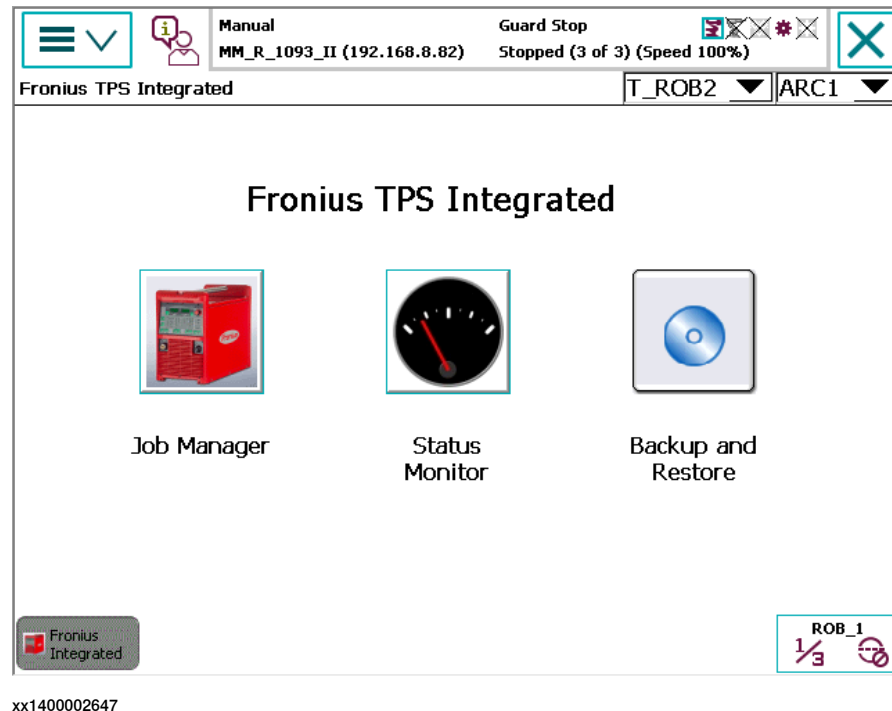 Manual
MM_R_1093_II (192.168.8.82)
Guard Stop
Stopped (3 of 3) (Speed 100%)
Fronius TPS Integrated
T_ROB2
ARC1
Fronius TPS Integrated
Job Manager
Status
Monitor
Backup and
Restore
Fronius
Integrated
ROB_1
1/3
xx1400002647